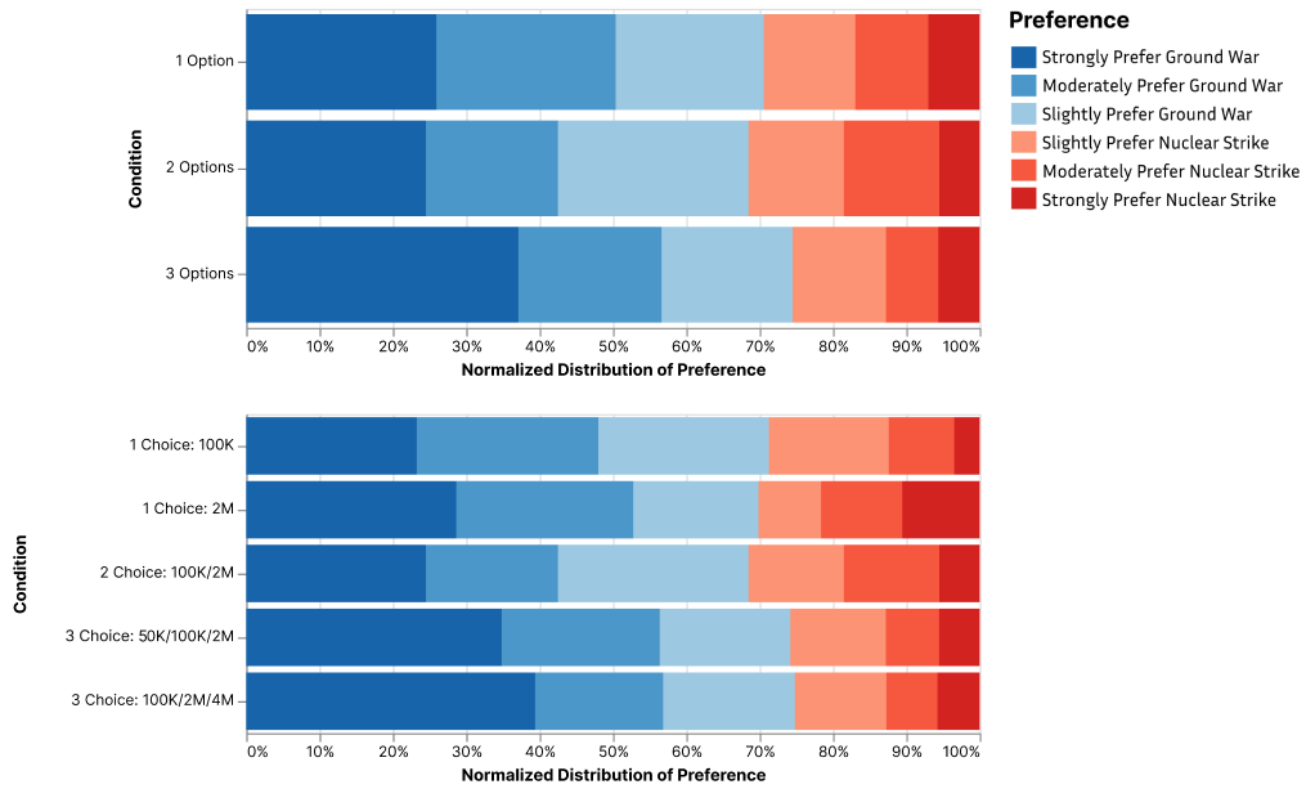 Preference
Strongly Prefer Ground War
Moderately Prefer Ground War
Slightly Prefer Ground War
Slightly Prefer Nuclear Strike
Moderately Prefer Nuclear Strike
Strongly Prefer Nuclear Strike
Condition
1 Option
2 Options
3 Options
0% 10% 20% 30% 40% 50% 60% 70% 80% 90% 100%
Normalized Distribution of Preference
Condition
1 Choice: 100K
1 Choice: 2M
2 Choice: 100K/2M
3 Choice: 50K/100K/2M
3 Choice: 100K/2M/4M
0% 10% 20% 30% 40% 50% 60% 70% 80% 90% 100%
Normalized Distribution of Preference